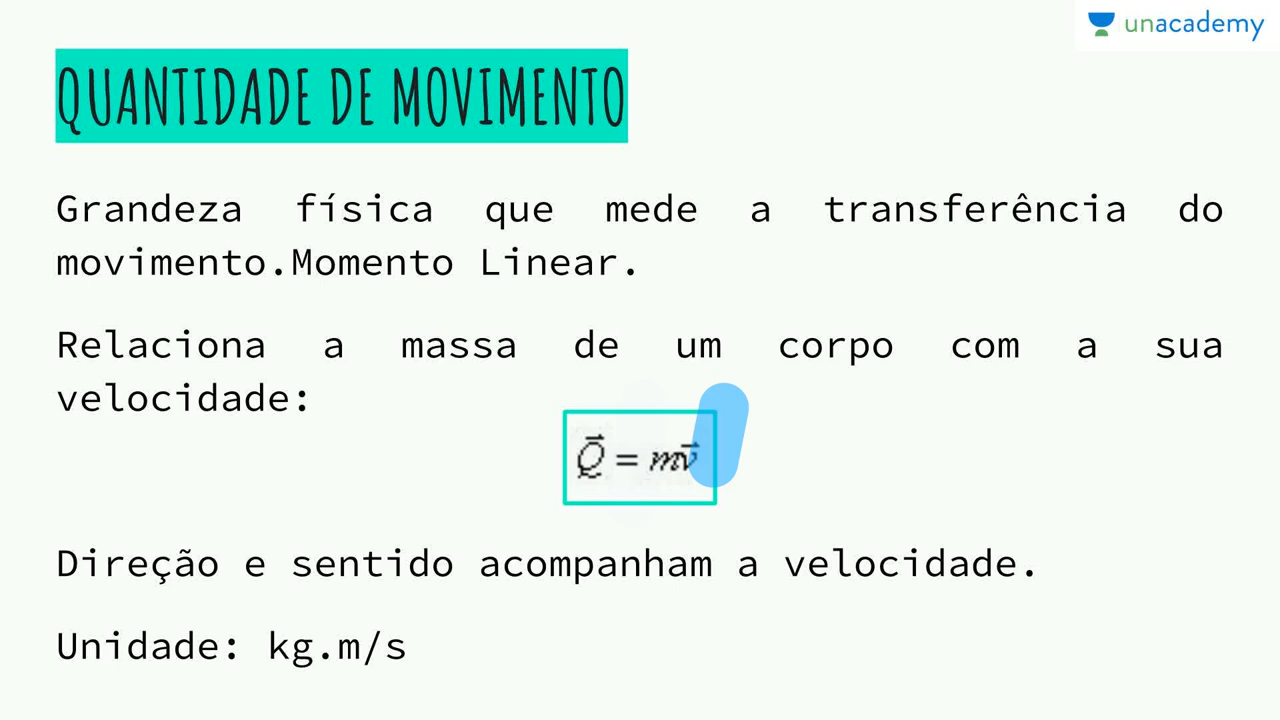 unacademy
QUANTIDADE DE MOVIMENTO
Grandeza física que mede a transferência do
movimento.Momento Linear.
Relaciona a massa de um corpo com a sua
velocidade:
Q⃗ = mv⃗
Direção e sentido acompanham a velocidade.
Unidade: kg.m/s